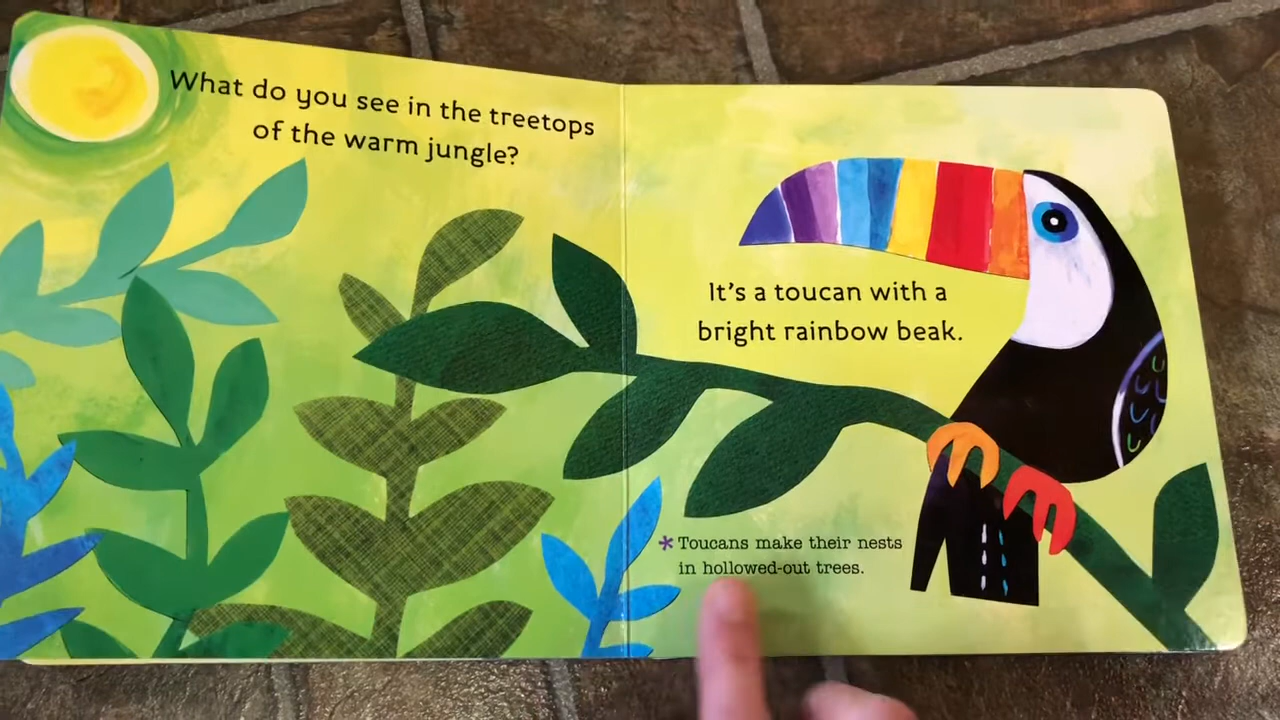 What do you see in the treetops
of the warm jungle?
It's a toucan with a
bright rainbow beak.
* Toucans make their nests
in hollowed-out trees.